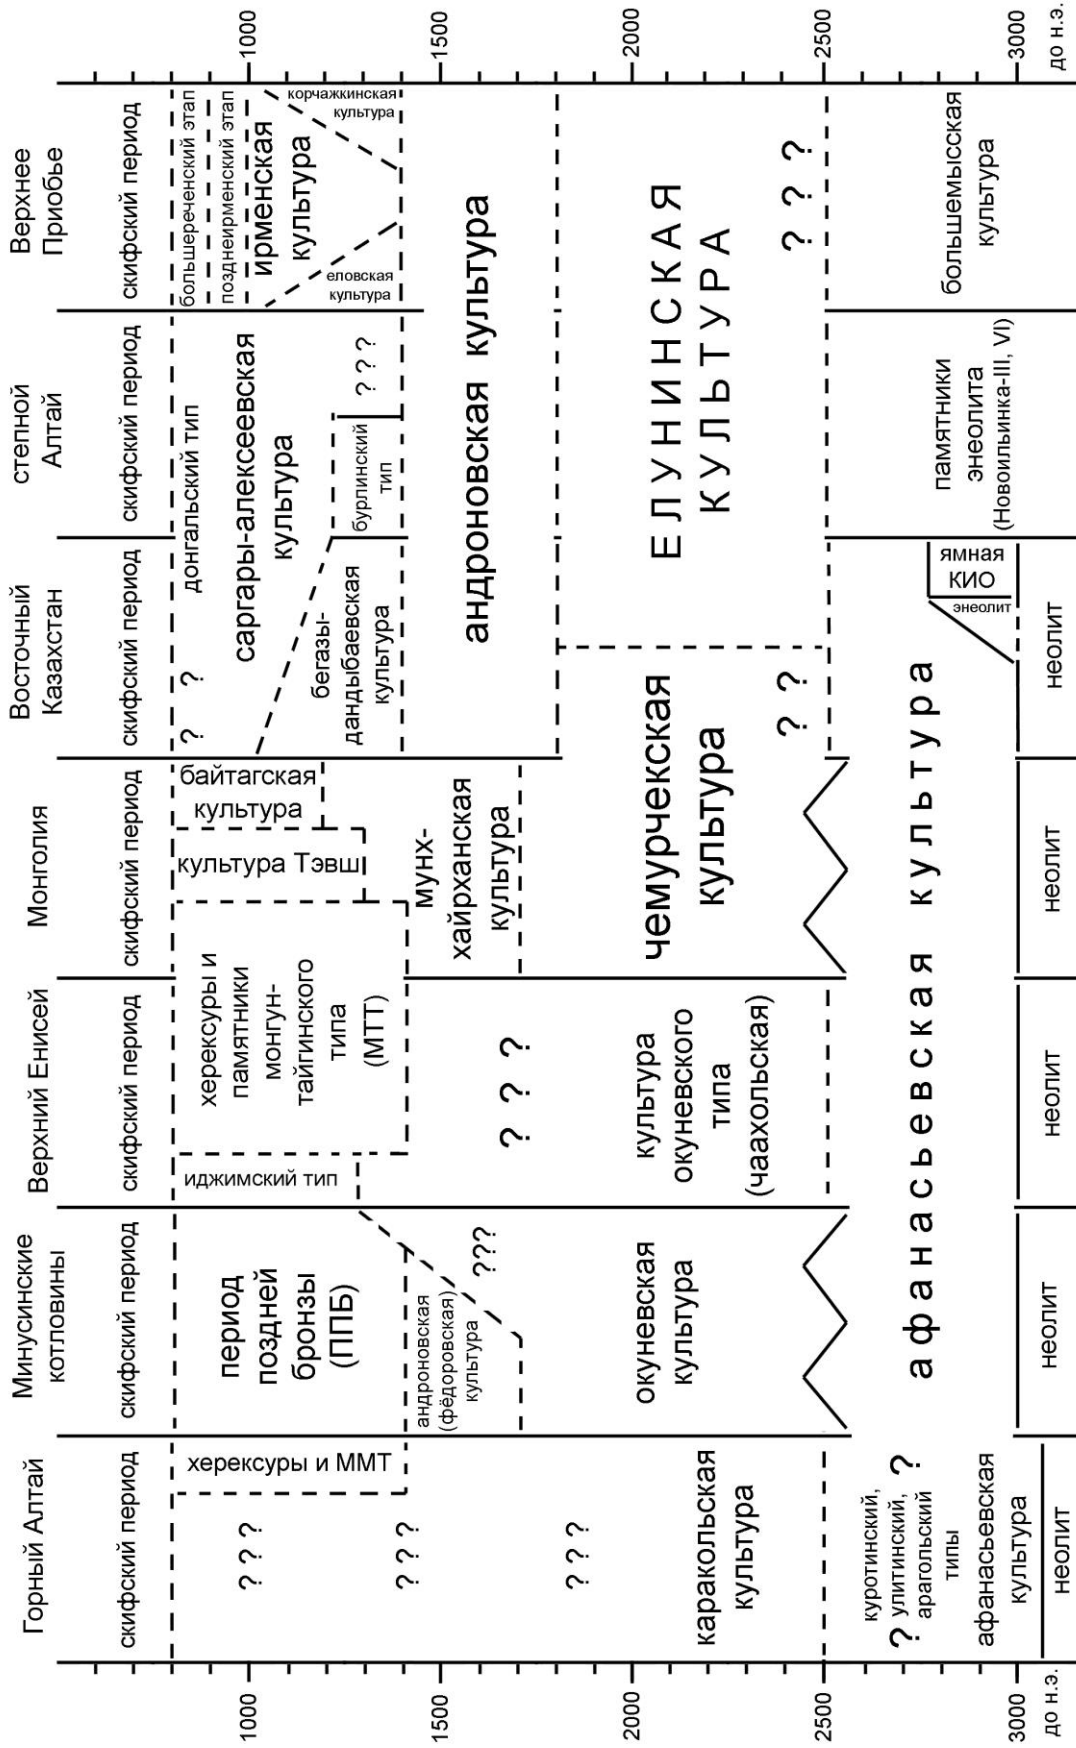 Горный Алтай
скифский период
херексуры и ММТ
? ? ?
? ? ?
? ? ?
каракольская
культура
куротинский,
? улитинский, ?
арагольский
типы
афанасьевская
культура
неолит
Минусинские
котловины
скифский период
период
поздней
бронзы
(ППБ)
андроновская
(фёдоровская)
культура
???
окуневская
культура
неолит
Верхний Енисей
скифский период
иджимский тип
херексуры и
памятники
монгун-
тайгинского
типа
(МТТ)
? ? ?
культура
окуневского
типа
(чаахольская)
неолит
Монголия
скифский период
байтагская
культура
культура Тэвш
мунх-
хайрханская
культура
чемурчекская
культура
? ?
афанасьевская культура
неолит
Восточный
Казахстан
скифский период
? ?
донгальский тип
саргары-алексеевская
культура
бегазы-
дандыбаевская
культура
андроновская культура
ямная
КИО
энеолит
неолит
степной
Алтай
скифский период
бурлинский
тип
? ? ?
ЕЛУНИНСКАЯ
КУЛЬТУРА
? ? ?
памятники
энеолита
(Новоильинка-III, VI)
Верхнее
Приобье
скифский период
большереченский этап
позднеирменский этап
ирменская
культура
еловская
культура
корчажкинская
культура
большемысская
культура
1000
1500
2000
2500
3000
до н.э.
1000
1500
2000
2500
3000
до н.э.